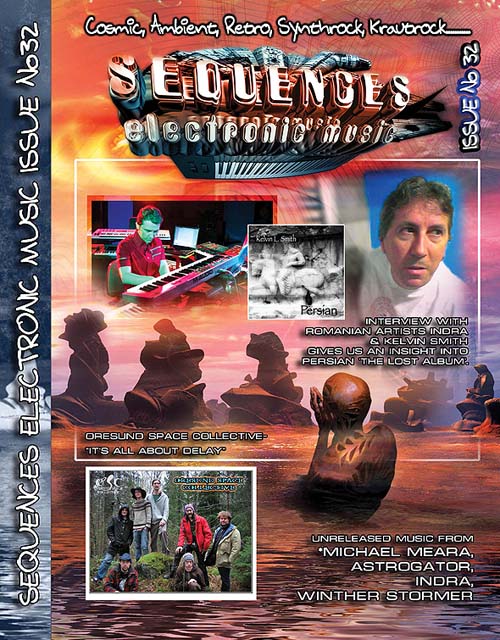 Cosmic, Ambient, Retro, Synthrock, Krautrock.........
SEQUENCES
electronic music
ISSUE No 32
SEQUENCES ELECTRONIC MUSIC ISSUE No32
Kelvin L. Smith
Persian
INTERVIEW WITH
ROMANIAN ARTISTS INDRA
& KELVIN SMITH
GIVES US AN INSIGHT INTO
PERSIAN 'THE LOST ALBUM'.
ORESUND SPACE COLLECTIVE-
"IT'S ALL ABOUT DELAY"
ORESUND SPACE
COLLECTIVE
UNRELEASED MUSIC FROM
*MICHAEL MEARA,
ASTROGATOR,
INDRA,
WINTHER STORMER